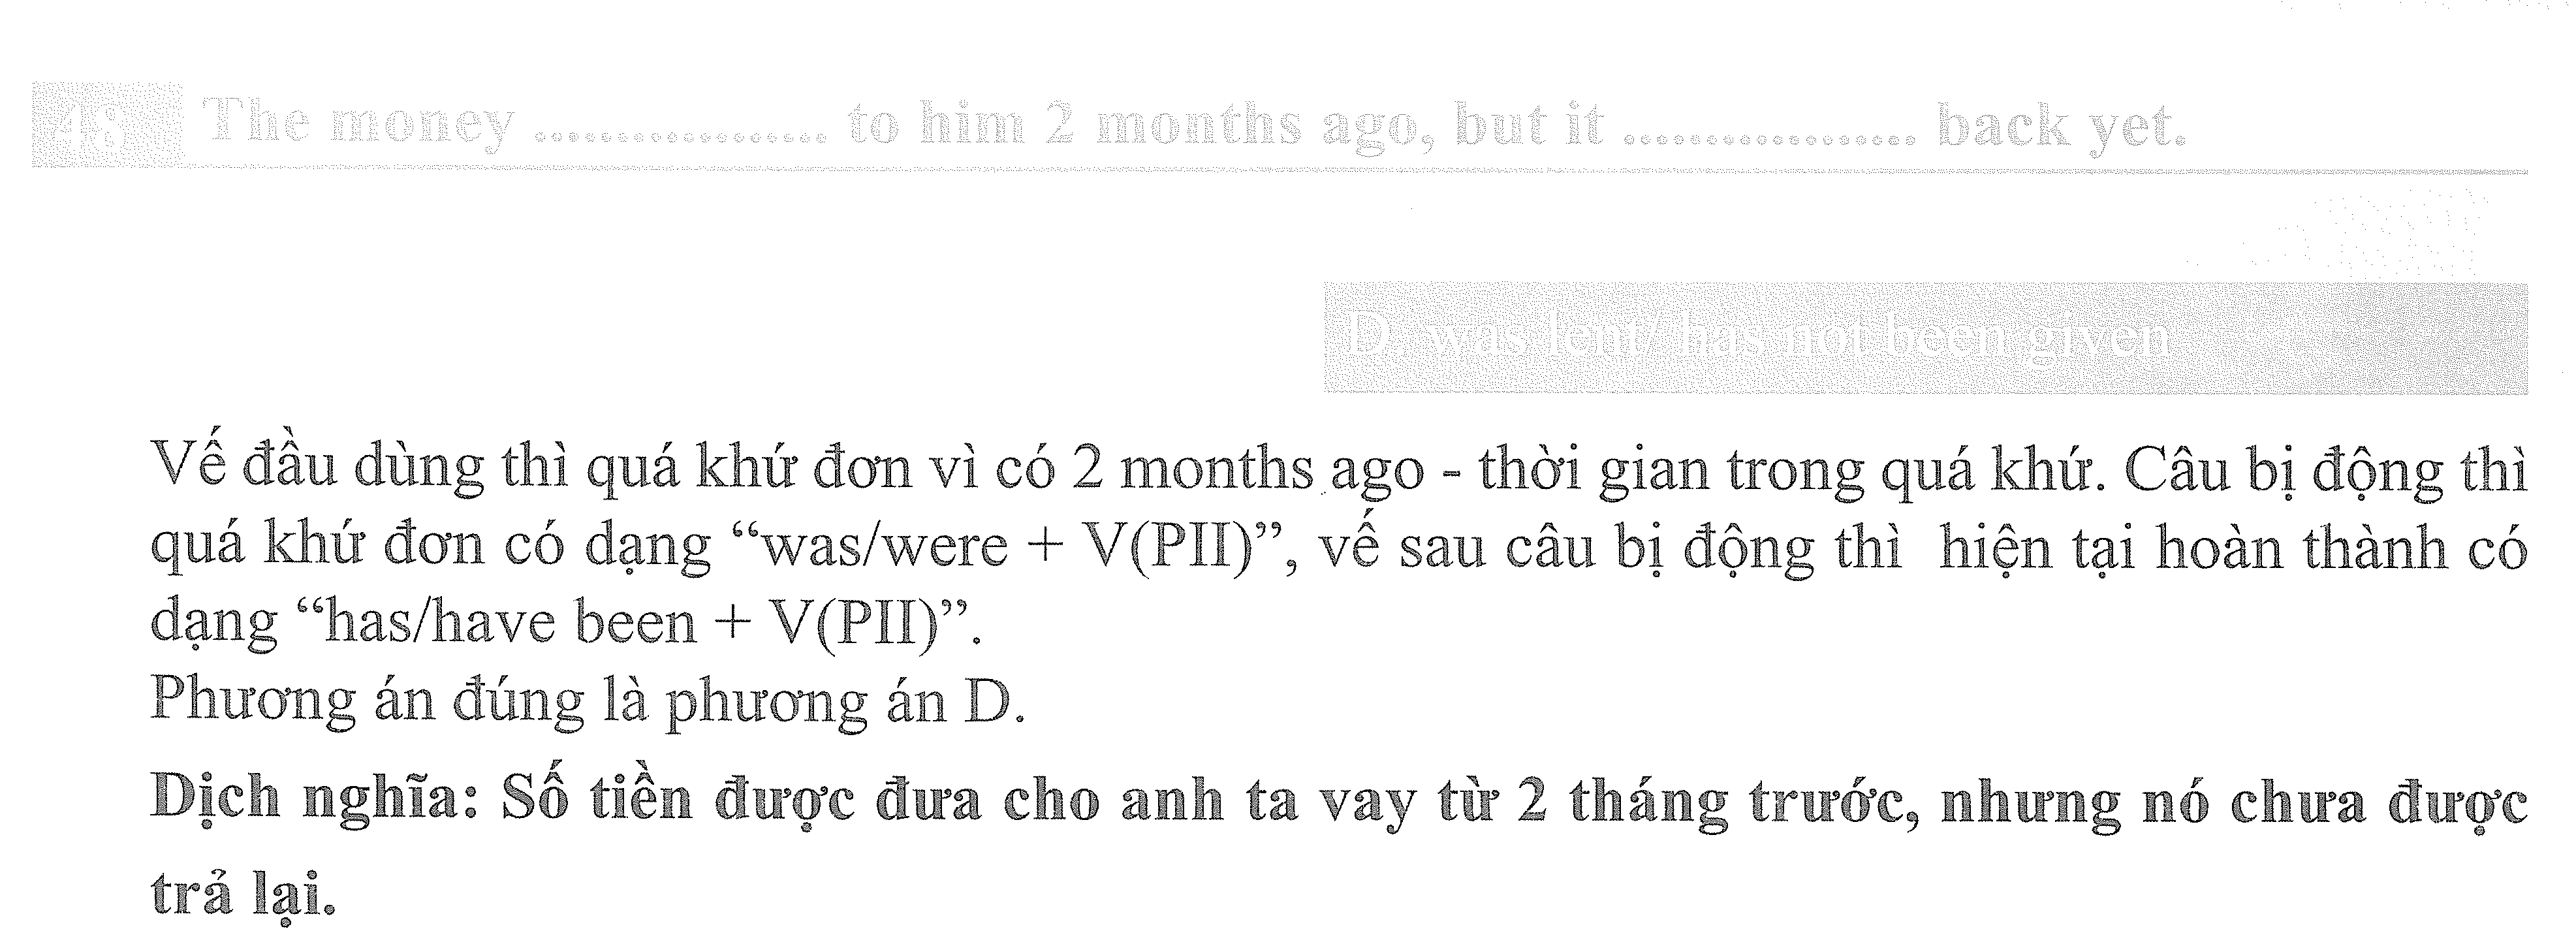 48 The money .................. to him 2 months ago, but it .................. back yet.
D. was lent/ has not been given
Vế đầu dùng thì quá khứ đơn vì có 2 months ago - thời gian trong quá khứ. Câu bị động thì
quá khứ đơn có dạng “was/were + V(PII)”, vế sau câu bị động thì hiện tại hoàn thành có
dạng “has/have been + V(PII)”.
Phương án đúng là phương án D.
Dịch nghĩa: Số tiền được đưa cho anh ta vay từ 2 tháng trước, nhưng nó chưa được
trả lại.